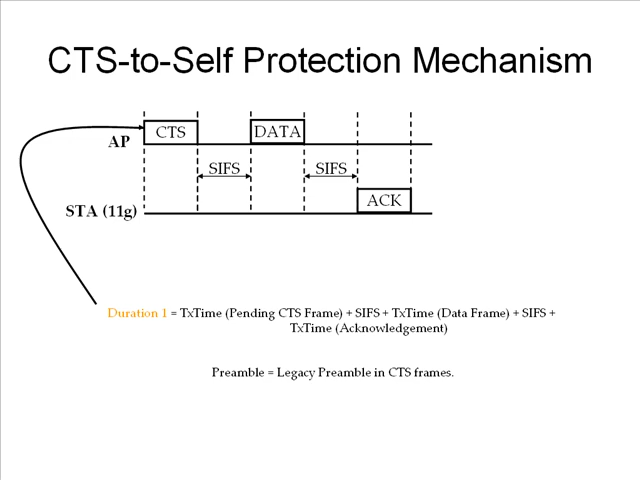 CTS-to-Self Protection Mechanism
CTS
DATA
AP
SIFS
SIFS
ACK
STA (11g)
Duration 1 = TxTime (Pending CTS Frame) + SIFS + TxTime (Data Frame) + SIFS +
TxTime (Acknowledgement)
Preamble = Legacy Preamble in CTS frames.